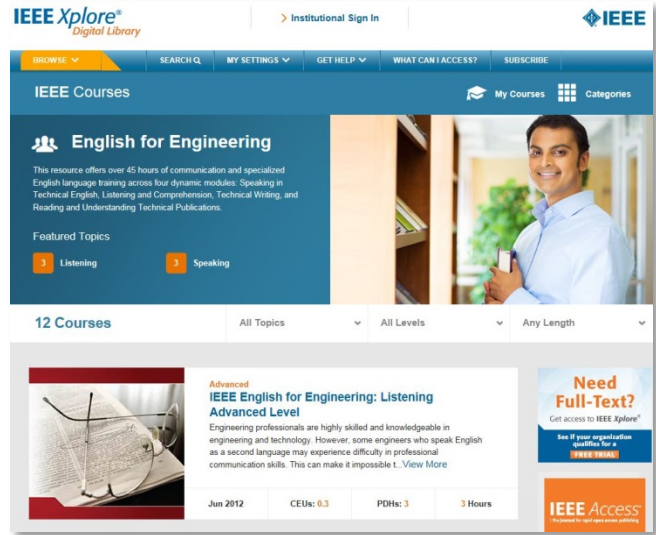 IEEE Xplore®
Digital Library
> Institutional Sign In
IEEE
BROWSE
SEARCH
MY SETTINGS
GET HELP
WHAT CAN I ACCESS?
SUBSCRIBE
IEEE Courses
My Courses
Categories
English for Engineering
This resource offers over 45 hours of communication and specialized
English language training across four dynamic modules: Speaking in
Technical English, Listening and Comprehension, Technical Writing, and
Reading and Understanding Technical Publications.
Featured Topics
3 Listening
3 Speaking
12 Courses
All Topics
All Levels
Any Length
Advanced
IEEE English for Engineering: Listening
Advanced Level
Engineering professionals are highly skilled and knowledgeable in
engineering and technology. However, some engineers who speak English
as a second language may experience difficulty in professional
communication skills. This can make it impossible t...View More
Jun 2012
CEUs: 0.3
PDHs: 3
3 Hours
Need
Full-Text?
Get access to IEEE Xplore®
See if your organization
qualifies for a
FREE TRIAL
IEEE Access®
The journal for rapid open access publishing